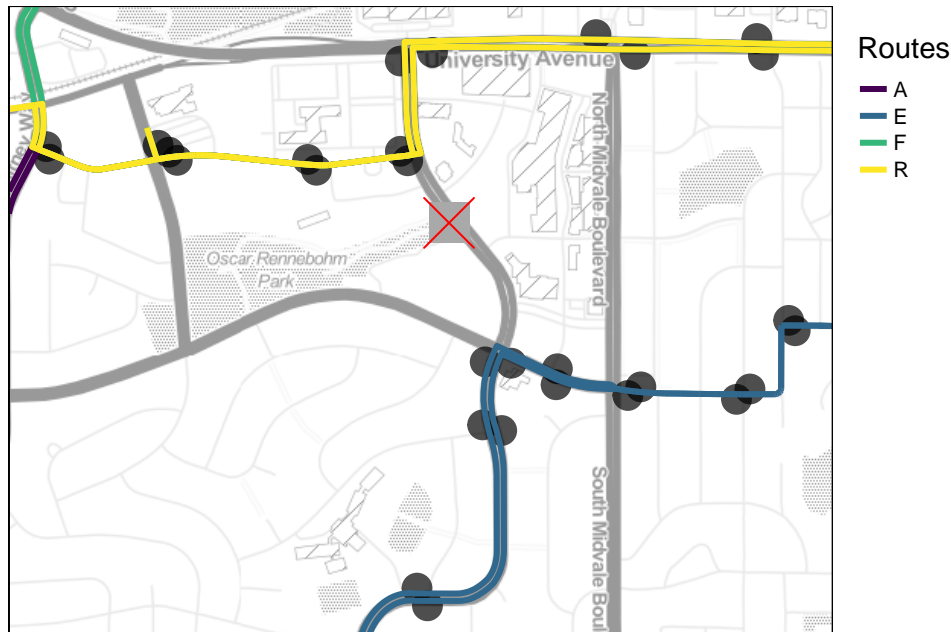 Routes
A
E
F
R
University Avenue
North Midvale Boulevard
Oscar Rennebohm
Park
South Midvale Boul